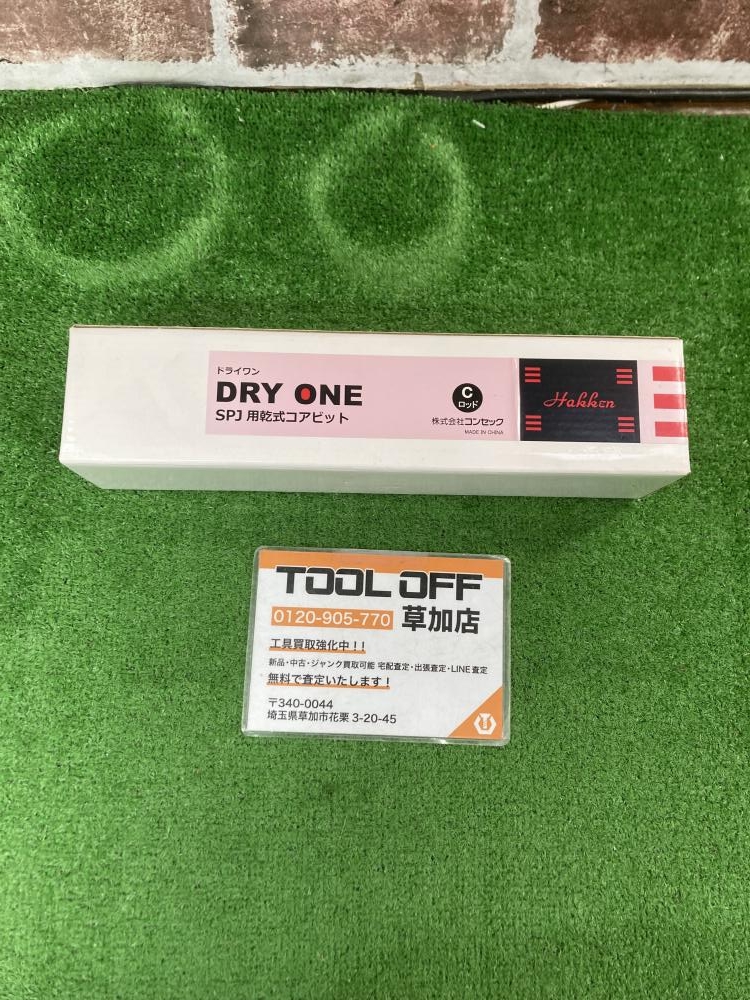 ドライワン
DRY ONE
SPJ 用乾式コアビット
C
ロッド
株式会社コンセック
MADE IN CHINA
Hakken
TOOL OFF
0120-905-770 草加店
工具買取強化中!!
新品・中古・ジャンク買取可能 宅配査定・出張査定・LINE査定
無料で査定いたします!
〒340-0044
埼玉県草加市花栗 3-20-45